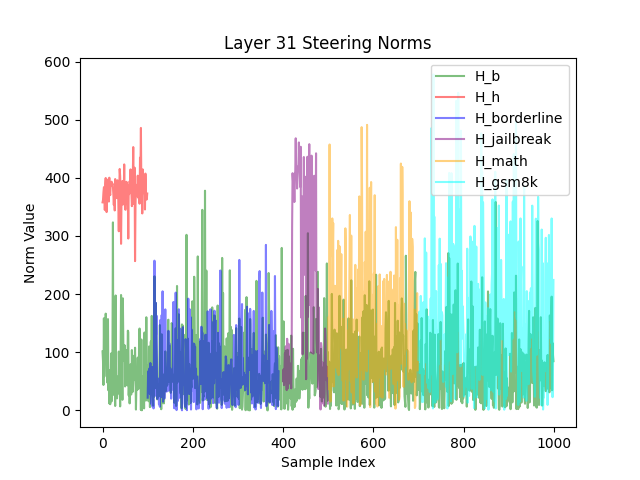 Layer 31 Steering Norms
600
500
400
300
200
100
0
Norm Value
H_b
H_h
H_borderline
H_jailbreak
H_math
H_gsm8k
0
200
400
600
800
1000
Sample Index